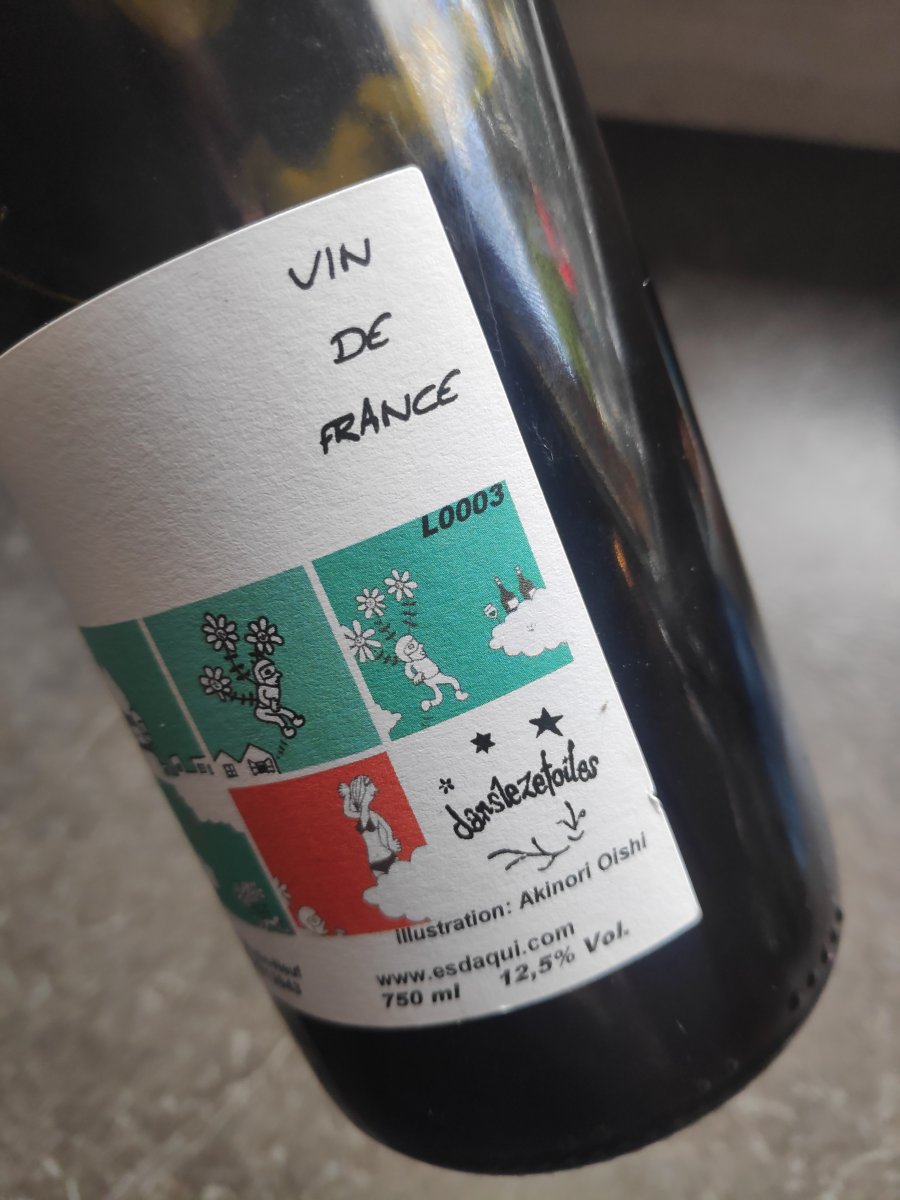 VIN
DE
FRANCE
L0003
danslezetoiles
Illustration: Akinori Oishi
www.esdaqui.com
750 ml 12,5% Vol.